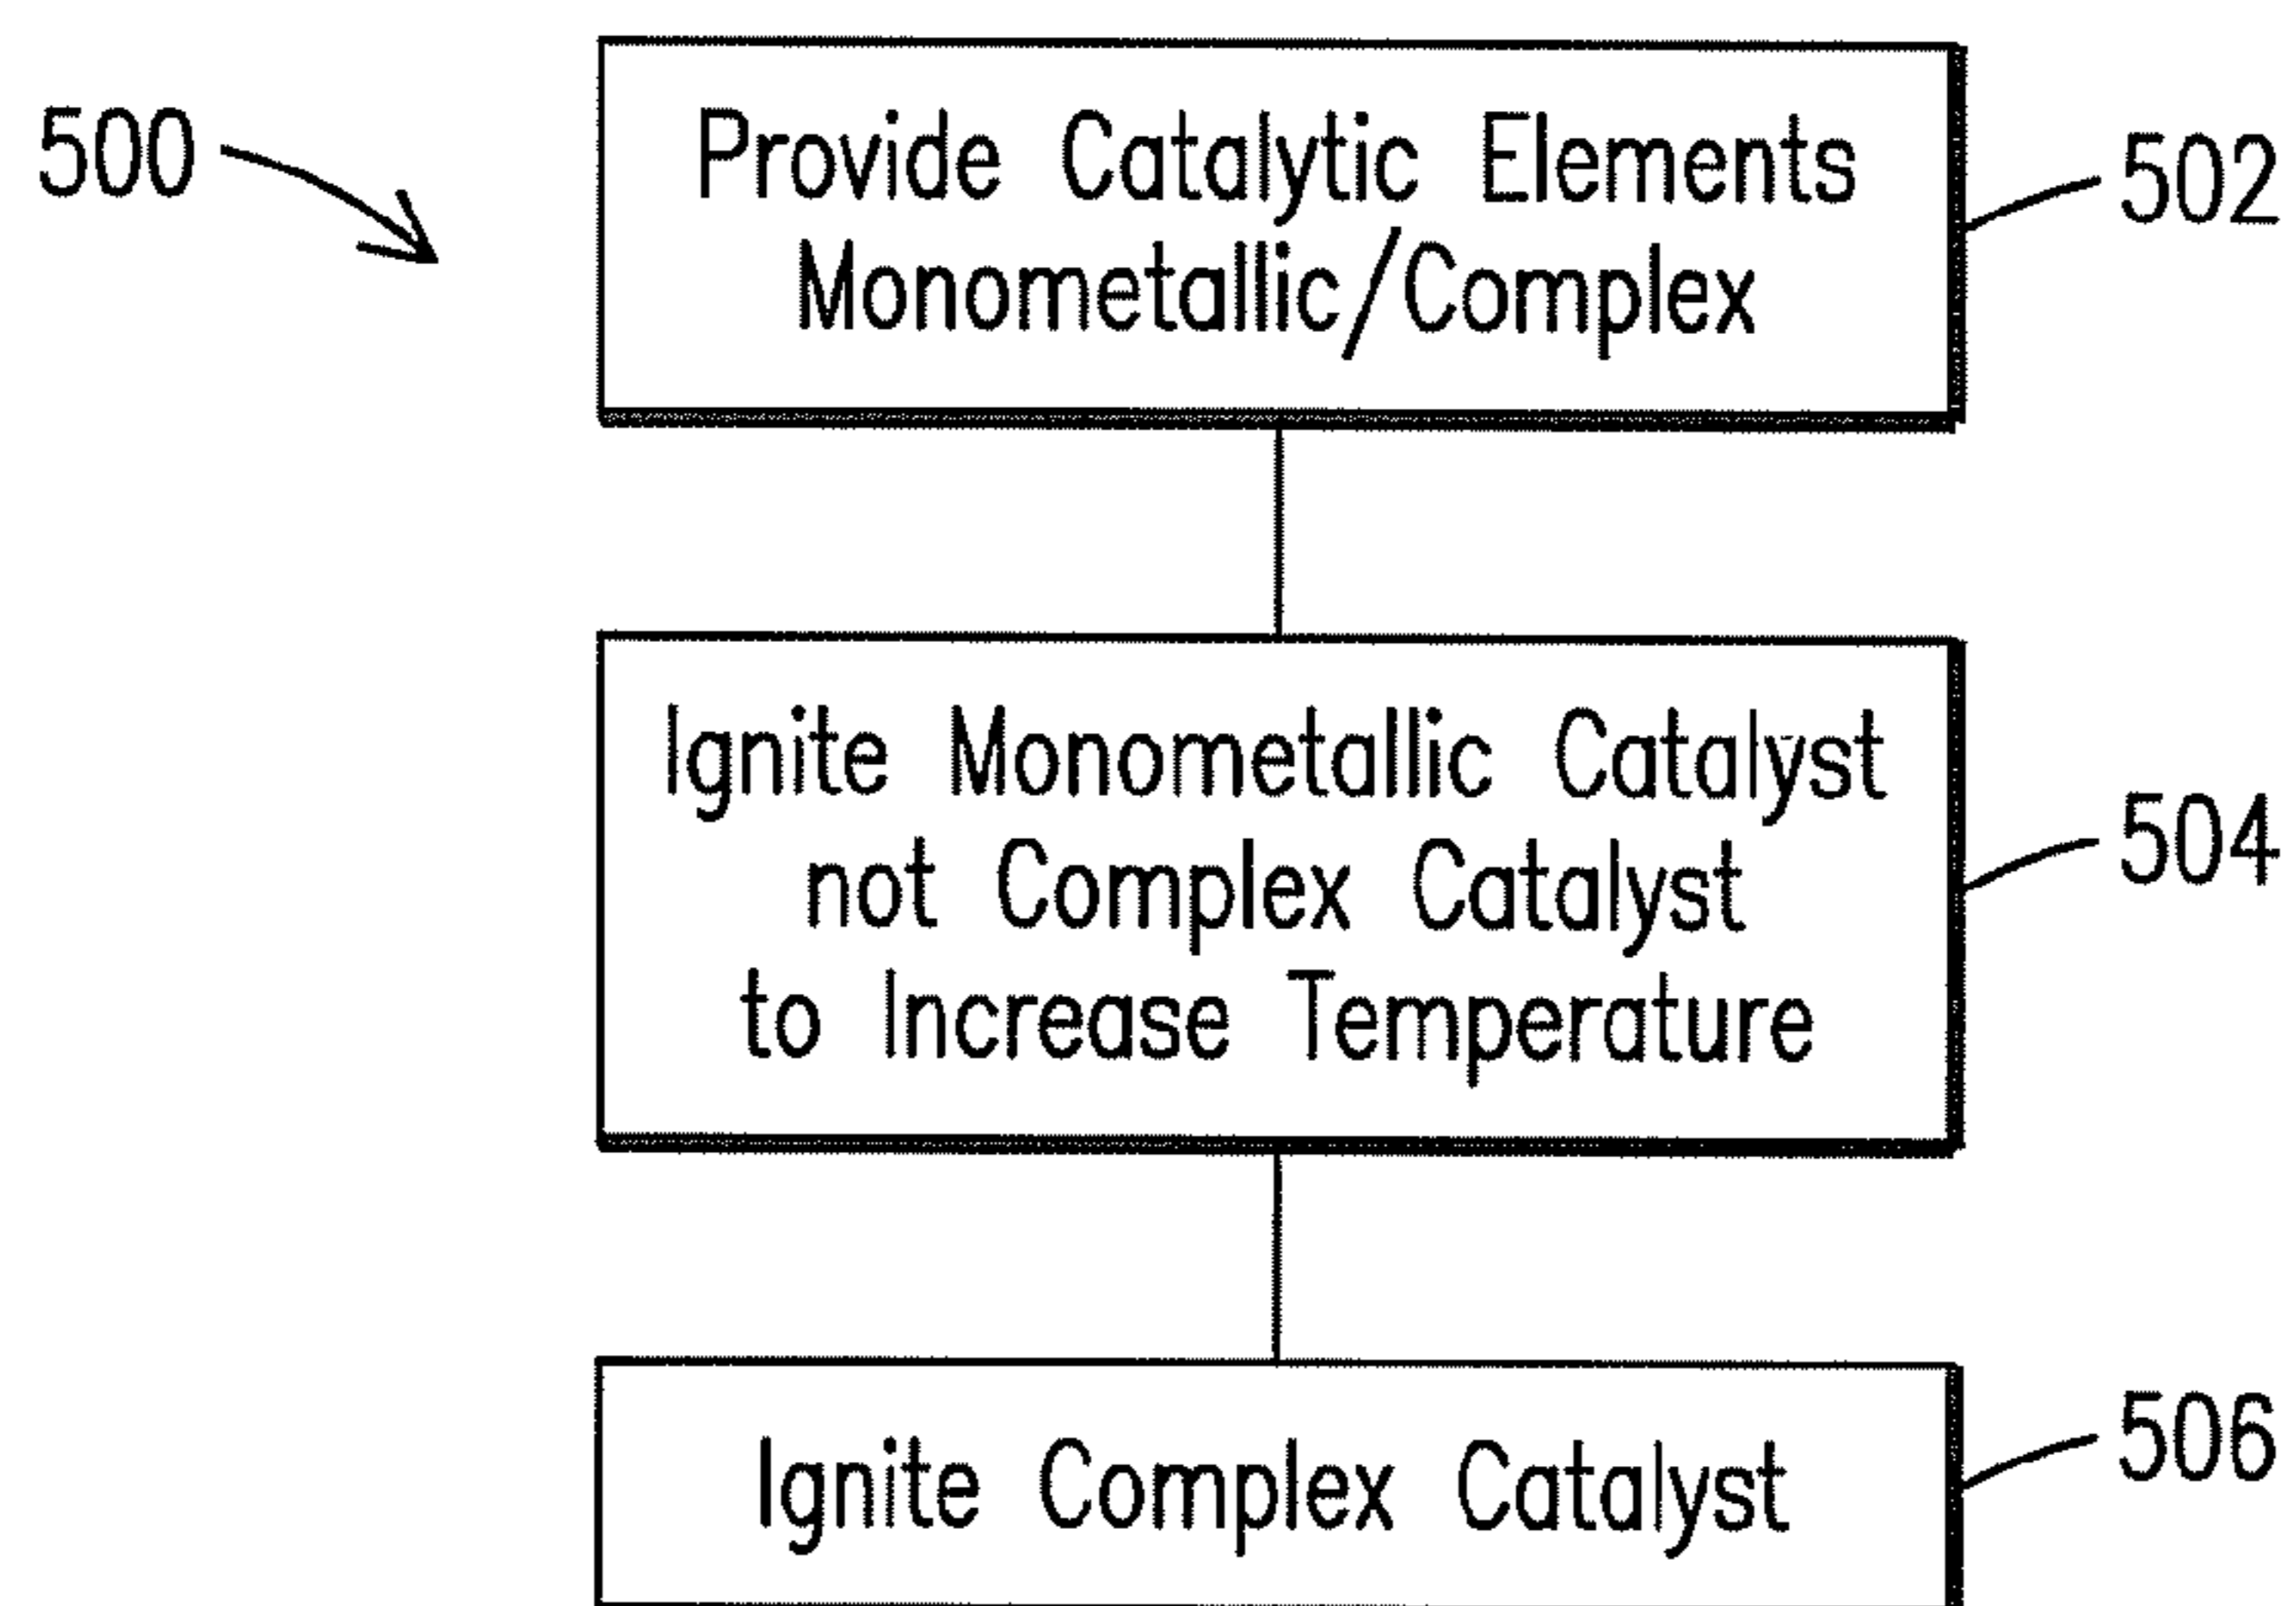 500
Provide Catalytic Elements
Monometallic/Complex
502
Ignite Monometallic Catalyst
not Complex Catalyst
to Increase Temperature
504
Ignite Complex Catalyst
506